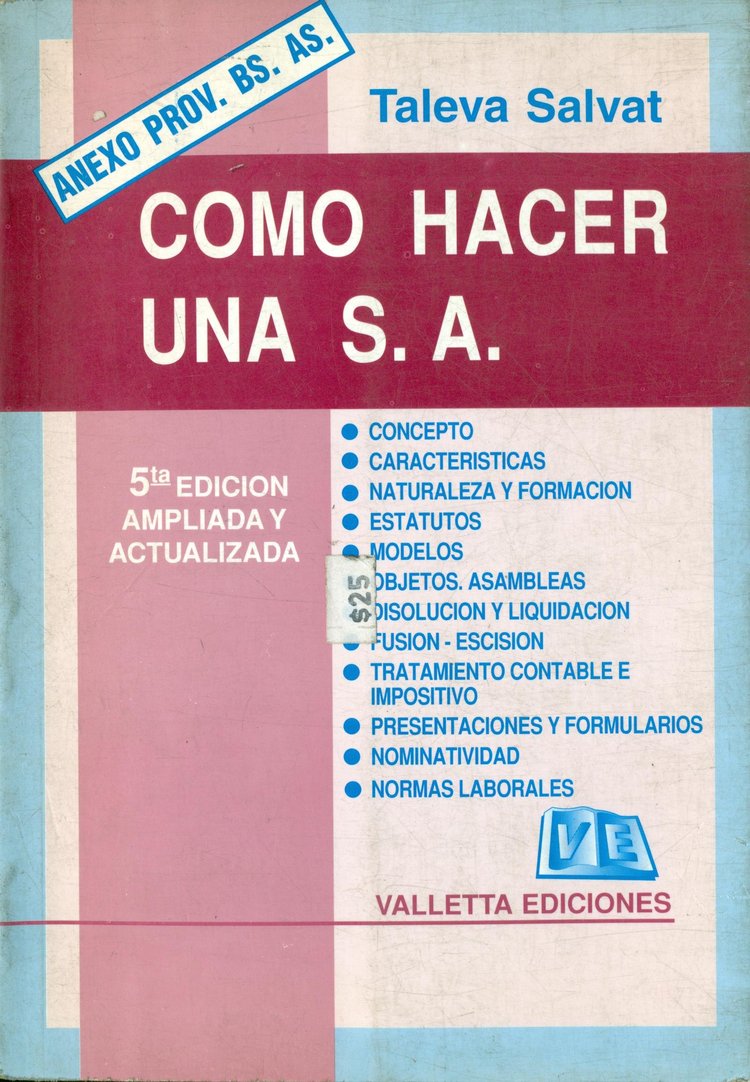 ANEXO PROV. BS. AS.
Taleva Salvat
COMO HACER
UNA S. A.
5ta EDICION
AMPLIADA Y
ACTUALIZADA
● CONCEPTO
● CARACTERISTICAS
● NATURALEZA Y FORMACION
● ESTATUTOS
● MODELOS
OBJETOS. ASAMBLEAS
DISOLUCION Y LIQUIDACION
● FUSION - ESCISION
● TRATAMIENTO CONTABLE E
IMPOSITIVO
● PRESENTACIONES Y FORMULARIOS
● NOMINATIVIDAD
● NORMAS LABORALES
$25
VE
VALLETTA EDICIONES